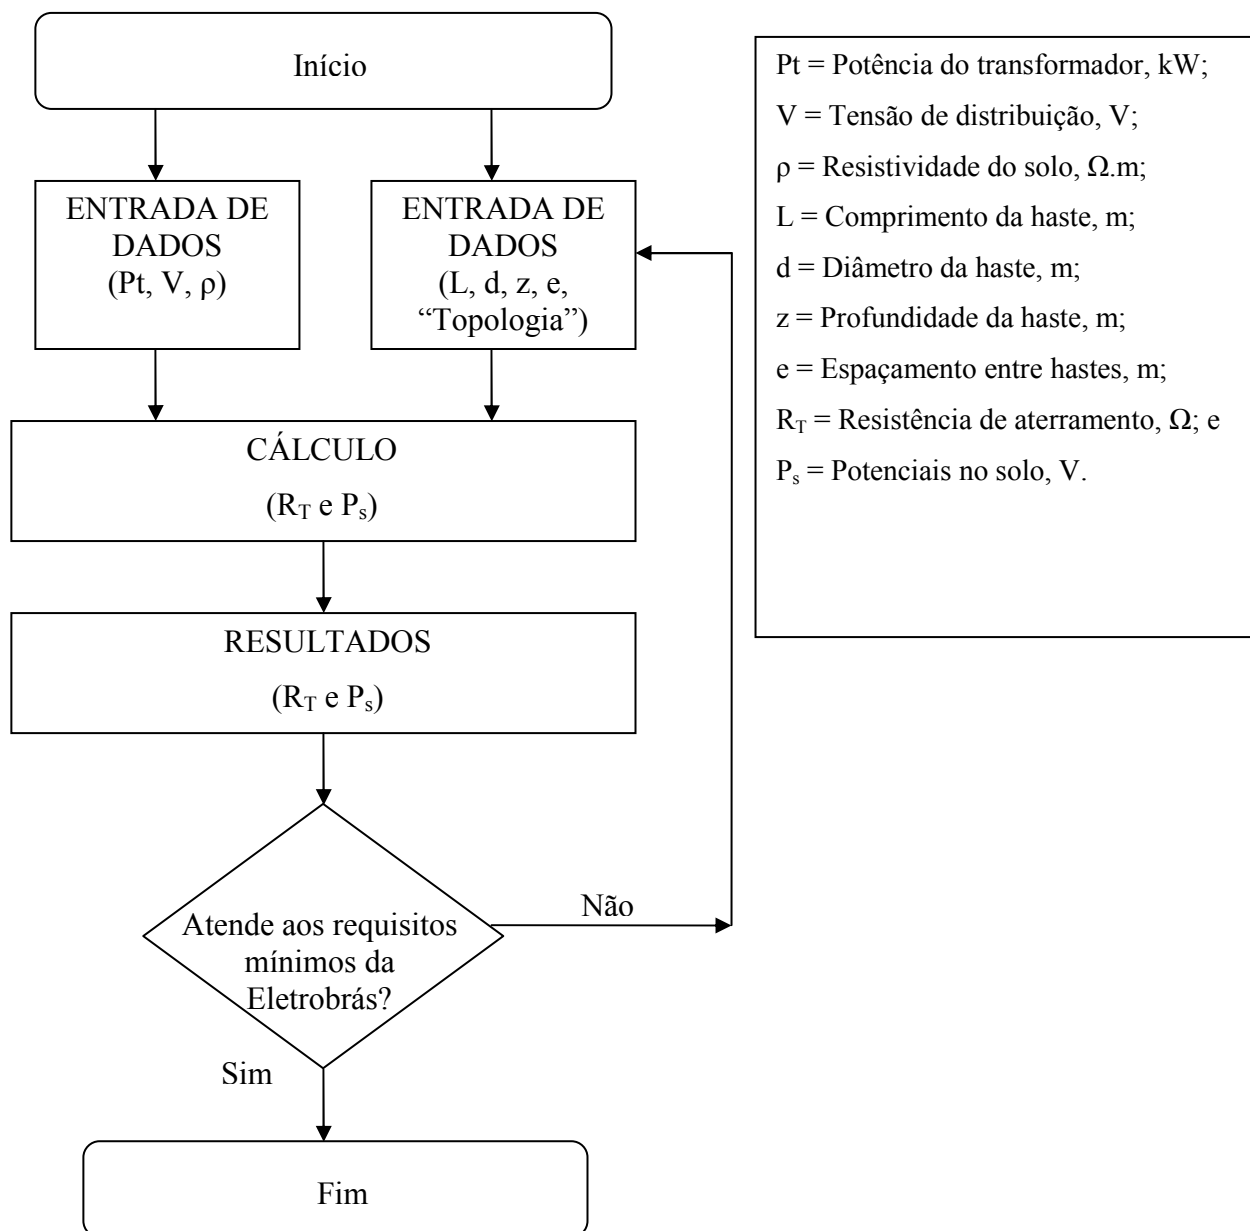 Início
ENTRADA DE
DADOS
(Pt, V, ρ)
ENTRADA DE
DADOS
(L, d, z, e,
“Topologia”)
CÁLCULO
(R_T e P_s)
RESULTADOS
(R_T e P_s)
Atende aos requisitos
mínimos da
Eletrobrás?
Não
Sim
Fim
Pt = Potência do transformador, kW;
V = Tensão de distribuição, V;
ρ = Resistividade do solo, Ω.m;
L = Comprimento da haste, m;
d = Diâmetro da haste, m;
z = Profundidade da haste, m;
e = Espaçamento entre hastes, m;
R_T = Resistência de aterramento, Ω; e
P_s = Potenciais no solo, V.